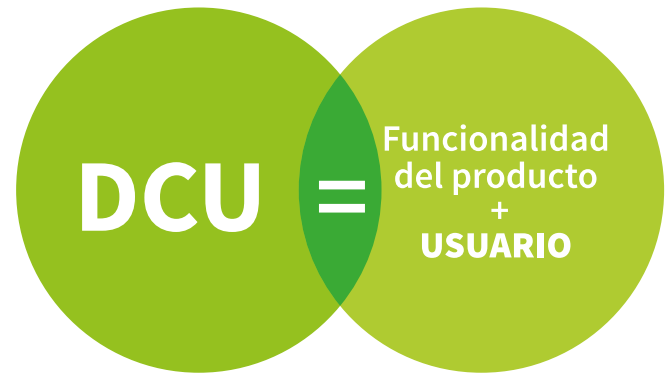 DCU
=
Funcionalidad
del producto
+
USUARIO